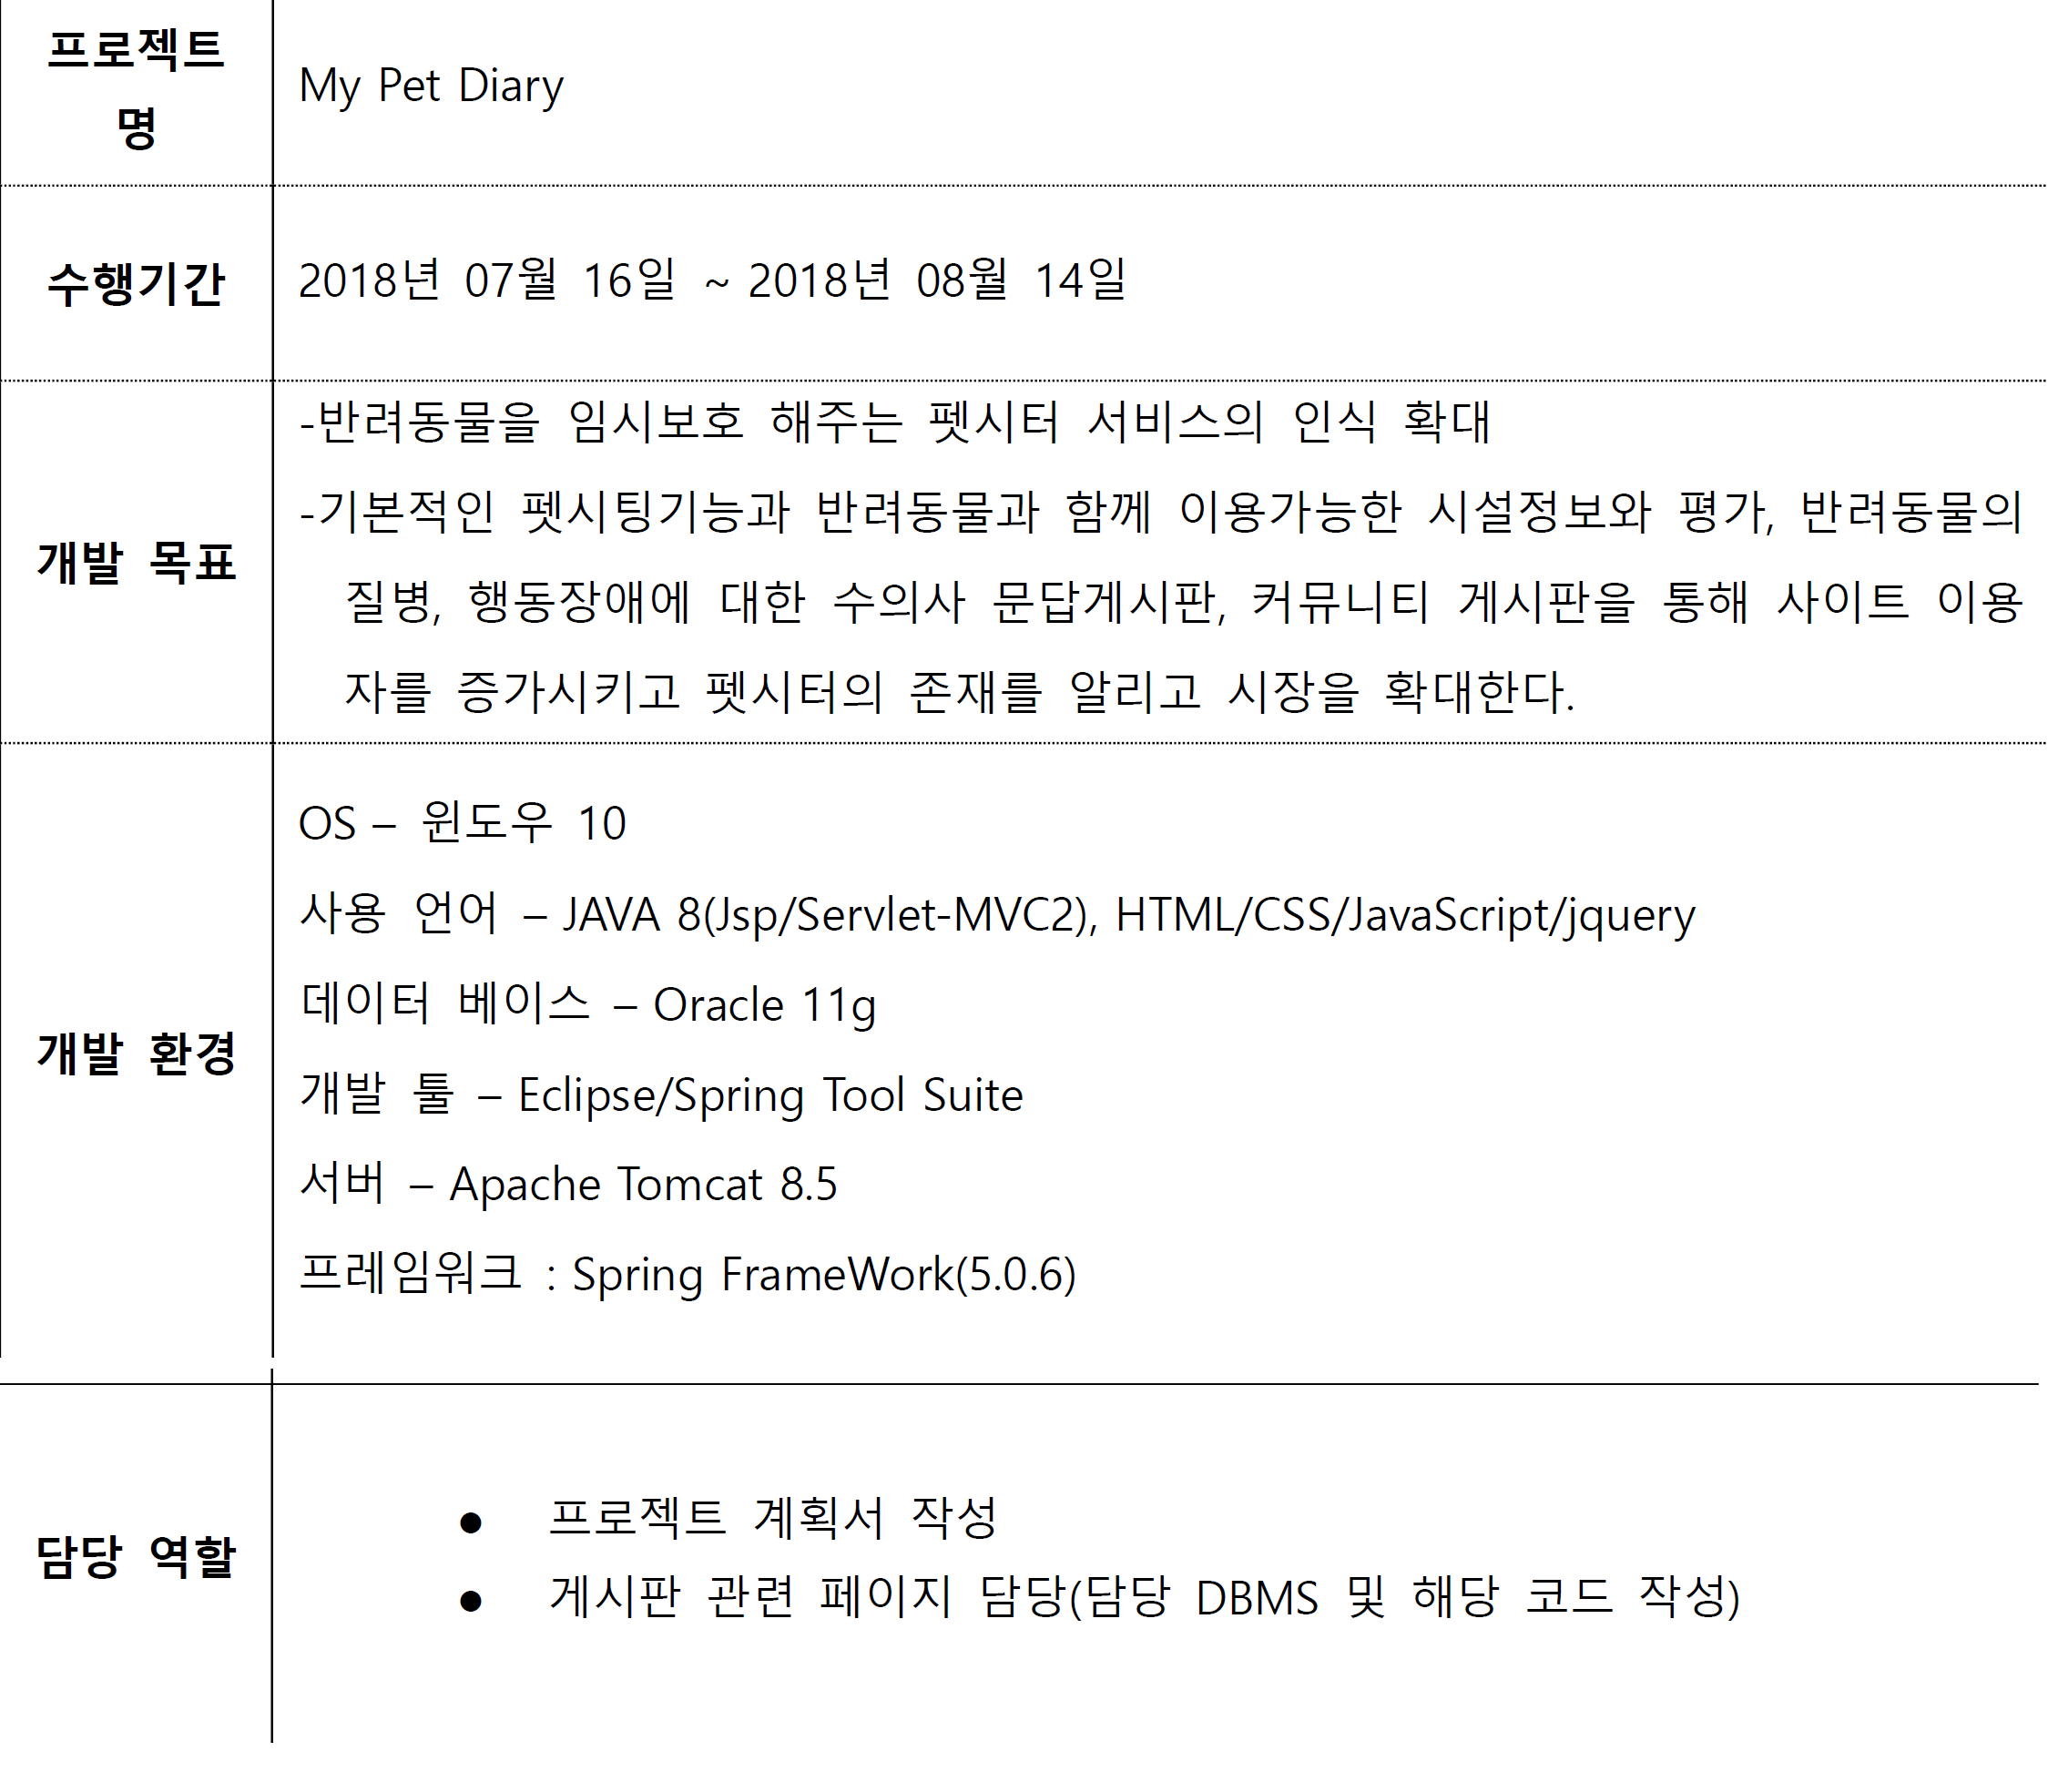 프로젝트
명
My Pet Diary
수행기간
2018년 07월 16일 ~ 2018년 08월 14일
개발 목표
-반려동물을 임시보호 해주는 펫시터 서비스의 인식 확대
-기본적인 펫시팅기능과 반려동물과 함께 이용가능한 시설정보와 평가, 반려동물의
질병, 행동장애에 대한 수의사 문답게시판, 커뮤니티 게시판을 통해 사이트 이용
자를 증가시키고 펫시터의 존재를 알리고 시장을 확대한다.
개발 환경
OS – 윈도우 10
사용 언어 – JAVA 8(Jsp/Servlet-MVC2), HTML/CSS/JavaScript/jquery
데이터 베이스 – Oracle 11g
개발 툴 – Eclipse/Spring Tool Suite
서버 – Apache Tomcat 8.5
프레임워크 : Spring FrameWork(5.0.6)
담당 역할
● 프로젝트 계획서 작성
● 게시판 관련 페이지 담당(담당 DBMS 및 해당 코드 작성)